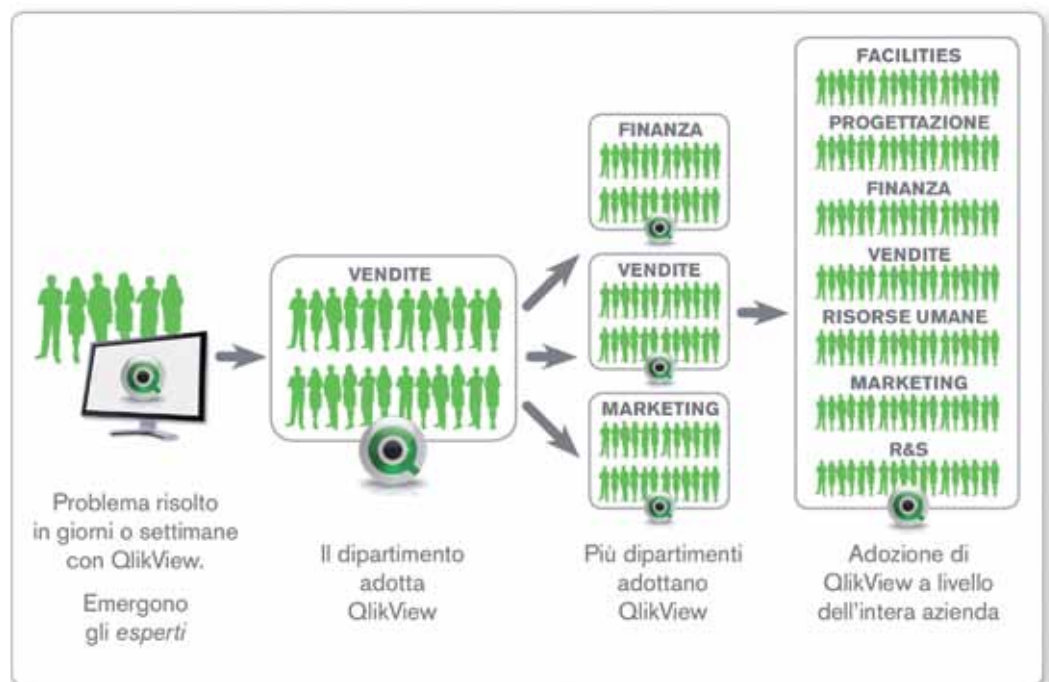 Problema risolto
in giorni o settimane
con QlikView.
Emergono
gli esperti
VENDITE
Il dipartimento
adotta
QlikView
FINANZA
VENDITE
MARKETING
Più dipartimenti
adottano
QlikView
FACILITIES
PROGETTAZIONE
FINANZA
VENDITE
RISORSE UMANE
MARKETING
R&S
Adozione di
QlikView a livello
dell'intera azienda